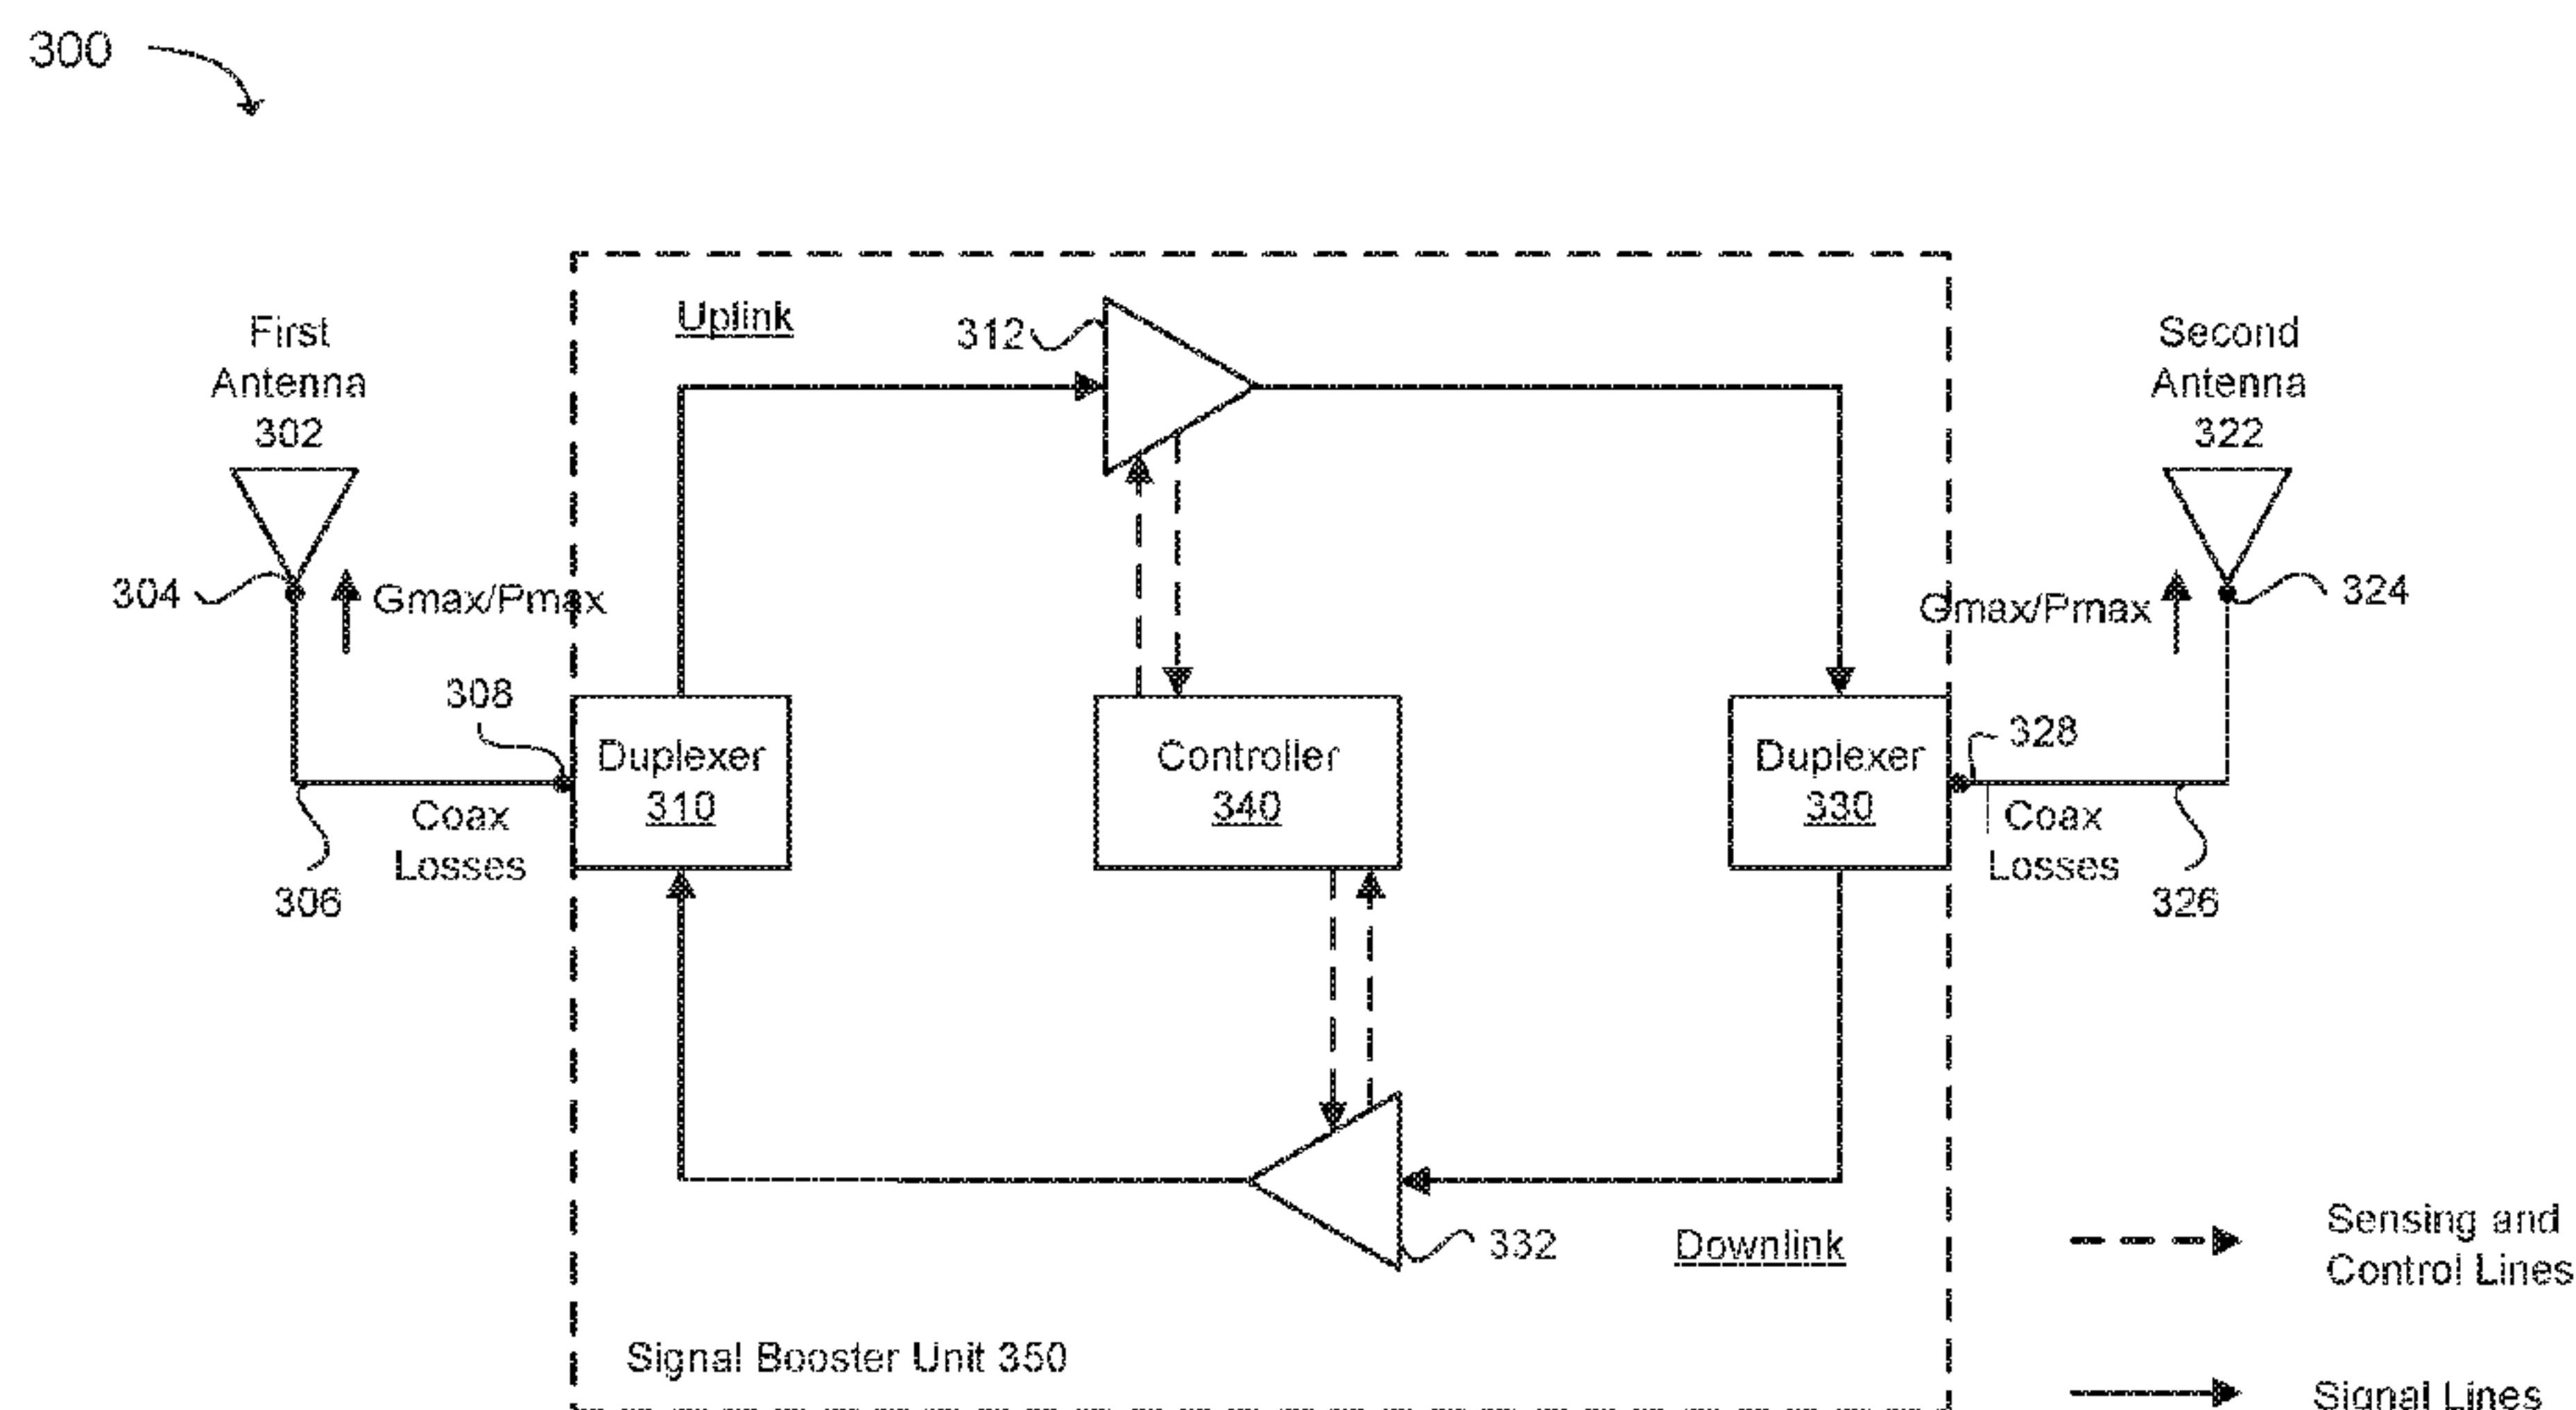 300
Uplink
312
First
Antenna
302
Second
Antenna
322
304
Gmax/Pmax
Gmax/Pmax
324
308
328
Duplexer
310
Controller
340
Duplexer
330
Coax
Losses
Coax
Losses
306
326
332
Downlink
Sensing and
Control Lines
Signal Booster Unit 350
Signal Lines